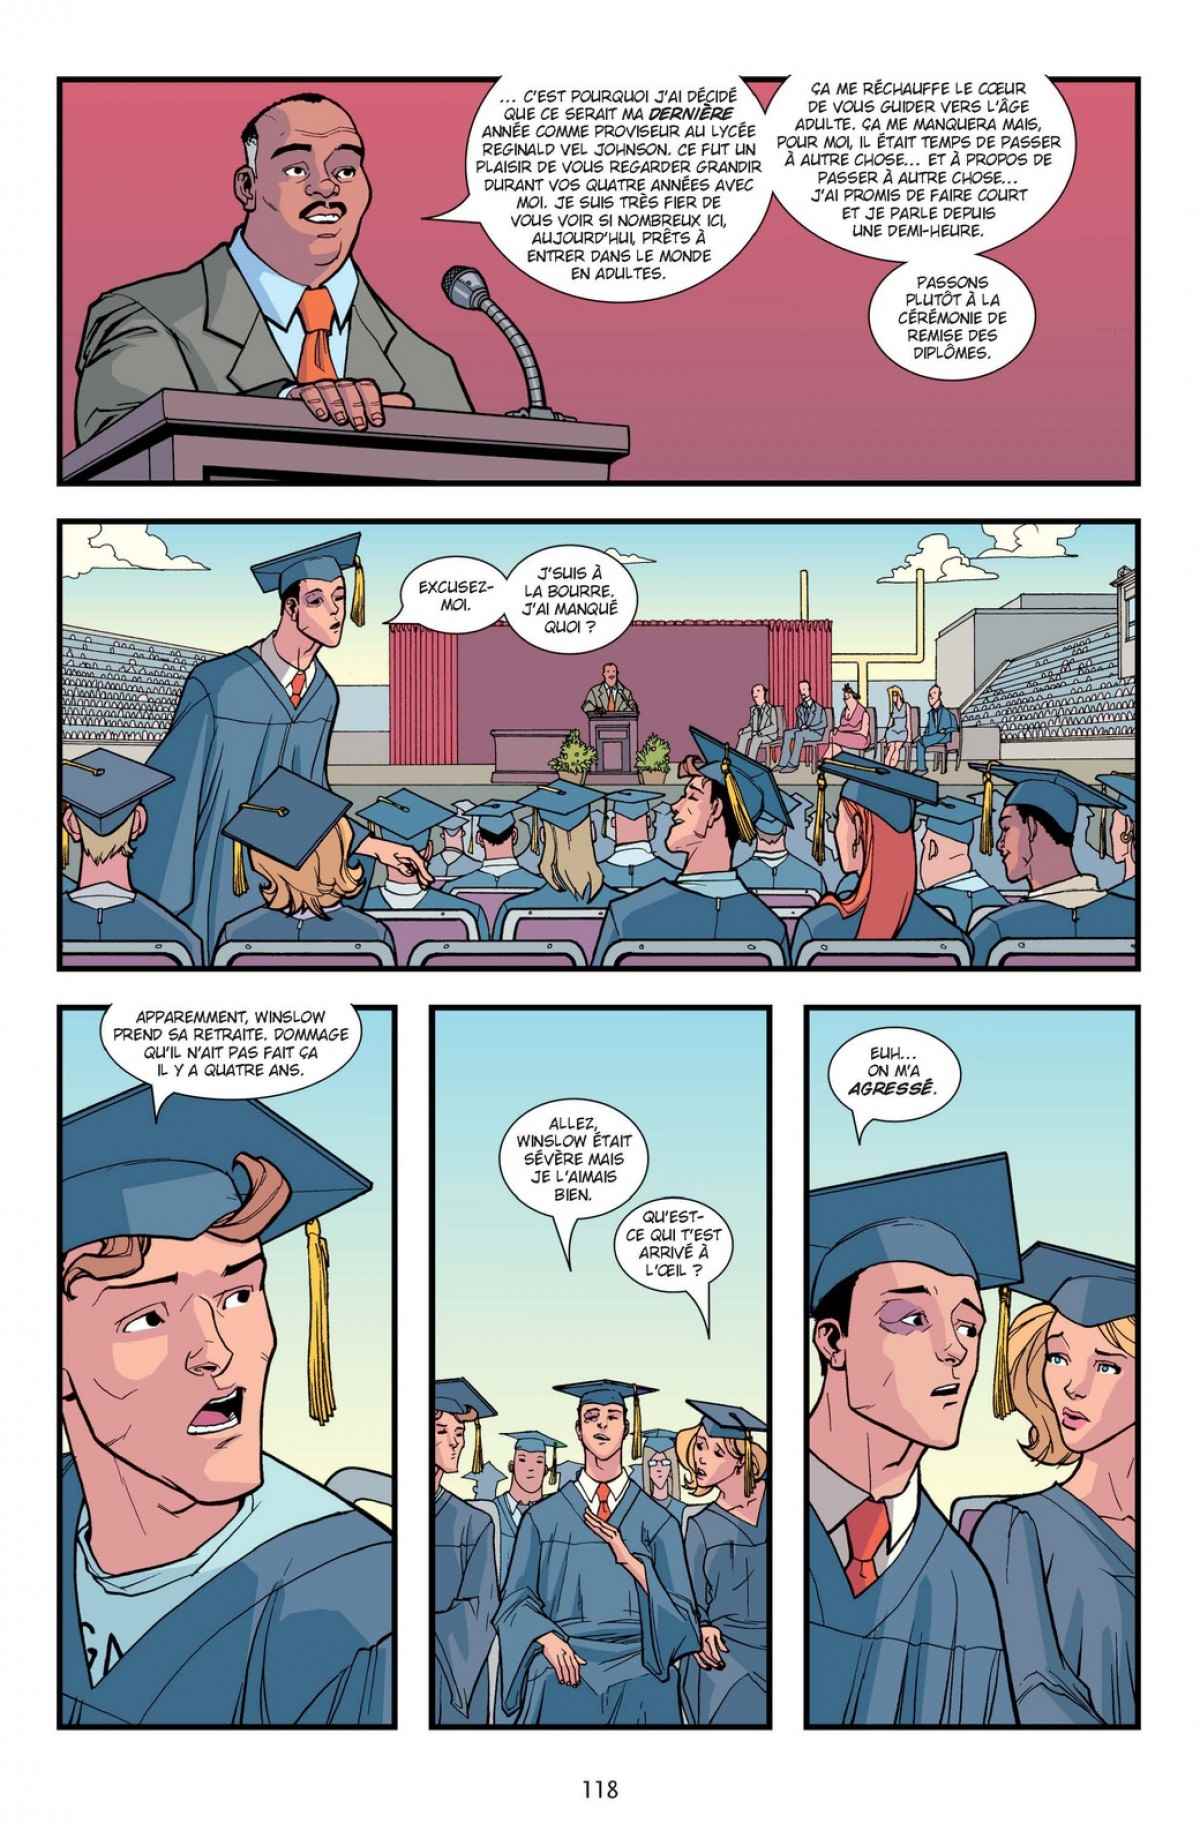 ... C'EST POURQUOI J'AI DÉCIDÉ
QUE CE SERAIT MA DERNIÈRE
ANNÉE COMME PROVISEUR AU LYCÉE
REGINALD VEL JOHNSON. CE FUT UN
PLAISIR DE VOUS REGARDER GRANDIR
DURANT VOS QUATRE ANNÉES AVEC
MOI. JE SUIS TRÈS FIER DE
VOUS VOIR SI NOMBREUX ICI,
AUJOURD'HUI, PRÊTS À
ENTRER DANS LE MONDE
EN ADULTES.
ÇA ME RÉCHAUFFE LE CŒUR
DE VOUS GUIDER VERS L'ÂGE
ADULTE. ÇA ME MANQUERA MAIS,
POUR MOI, IL ÉTAIT TEMPS DE PASSER
À AUTRE CHOSE... ET À PROPOS DE
PASSER À AUTRE CHOSE...
J'AI PROMIS DE FAIRE COURT
ET JE PARLE DEPUIS
UNE DEMI-HEURE.
PASSONS
PLUTÔT À LA
CÉRÉMONIE DE
REMISE DES
DIPLÔMES.
EXCUSEZ-
MOI.
J'SUIS À
LA BOURRE.
J'AI MANQUÉ
QUOI ?
APPAREMMENT, WINSLOW
PREND SA RETRAITE. DOMMAGE
QU'IL N'AIT PAS FAIT ÇA
IL Y A QUATRE ANS.
ALLEZ,
WINSLOW ÉTAIT
SÉVÈRE MAIS
JE L'AIMAIS
BIEN.
QU'EST-
CE QUI T'EST
ARRIVÉ À
L'ŒIL ?
EUH...
ON M'A
AGRESSÉ.
GA
118